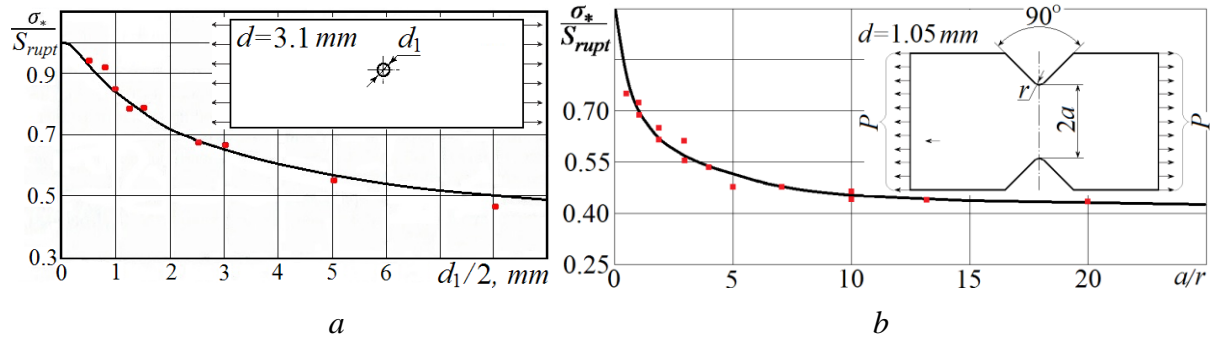 σ*
S_rupt
0.9
0.7
0.5
0.3
0
1
2
3
4
5
6
d₁/2, mm
d=3.1 mm
d₁
a
σ*
S_rupt
0.70
0.55
0.40
0.25
0
5
10
15
20
a/r
d=1.05 mm
90°
r
2a
P
P
b